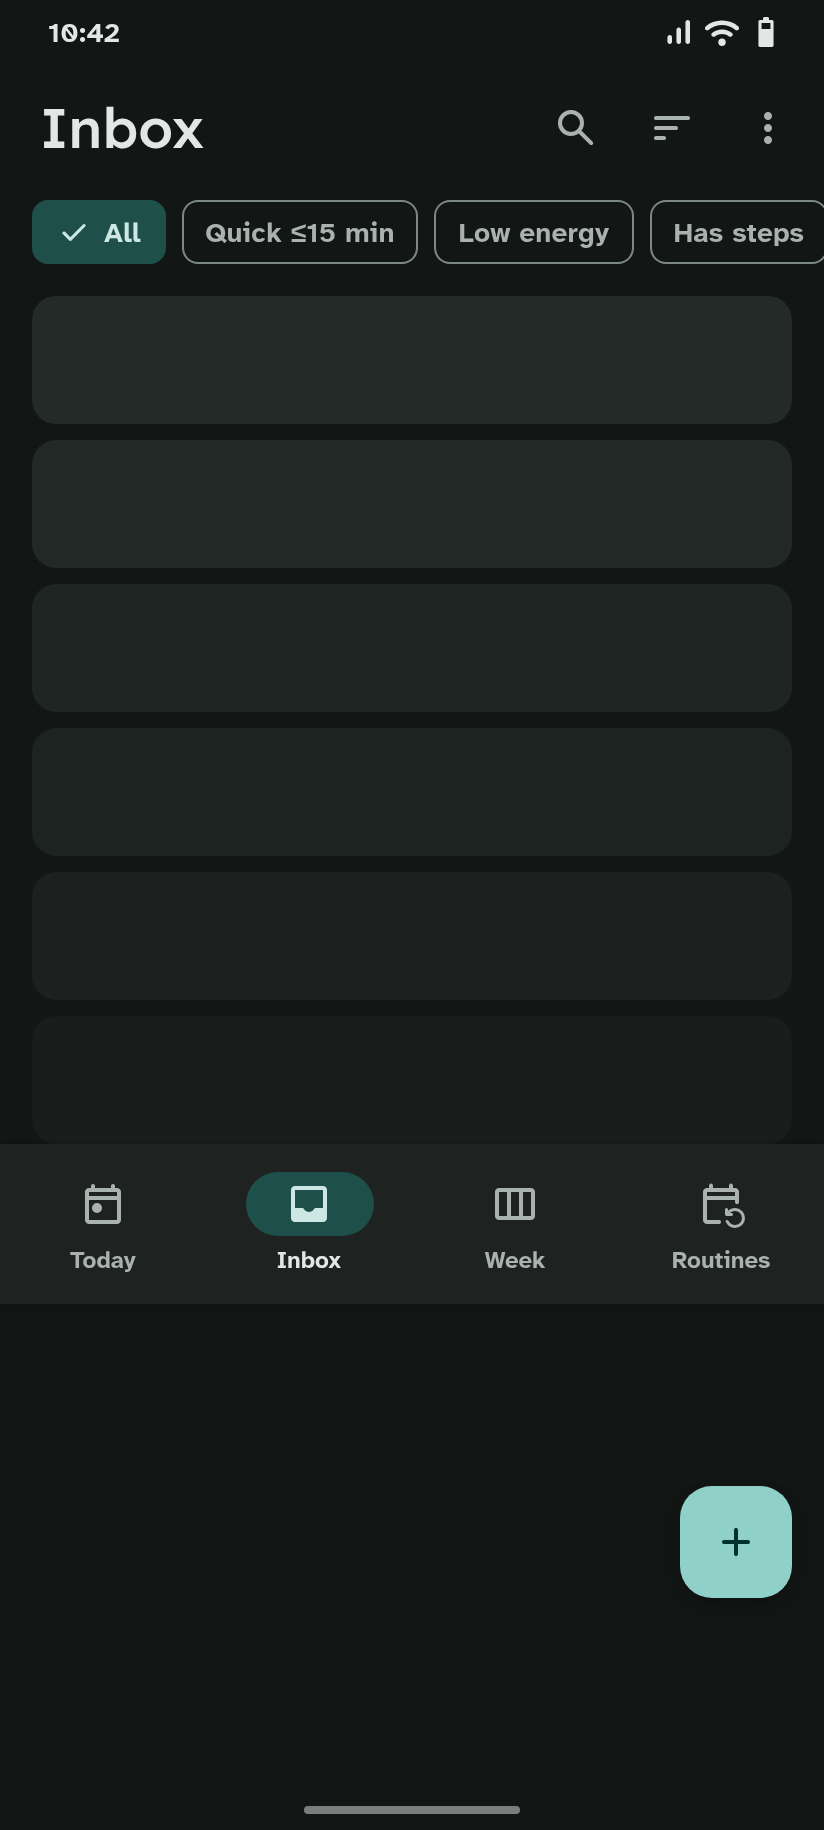 10:42
Inbox
All
Quick ≤15 min
Low energy
Has steps
Today
Inbox
Week
Routines